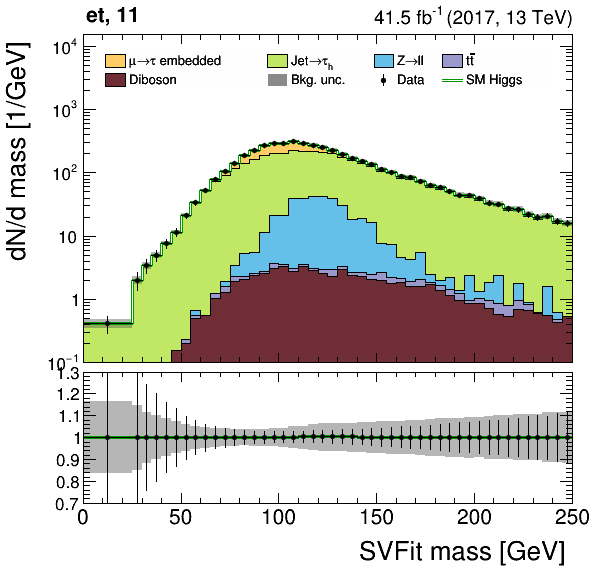 et, 11 41.5 fb⁻¹ (2017, 13 TeV)
dN/d mass [1/GeV]
10⁴
10³
10²
10
1
10⁻¹
μ→τ embedded Jet→τₕ Z→ll tt̄
Diboson Bkg. unc. Data SM Higgs
1.3
1.2
1.1
1
0.9
0.8
0.7
0 50 100 150 200 250
SVFit mass [GeV]